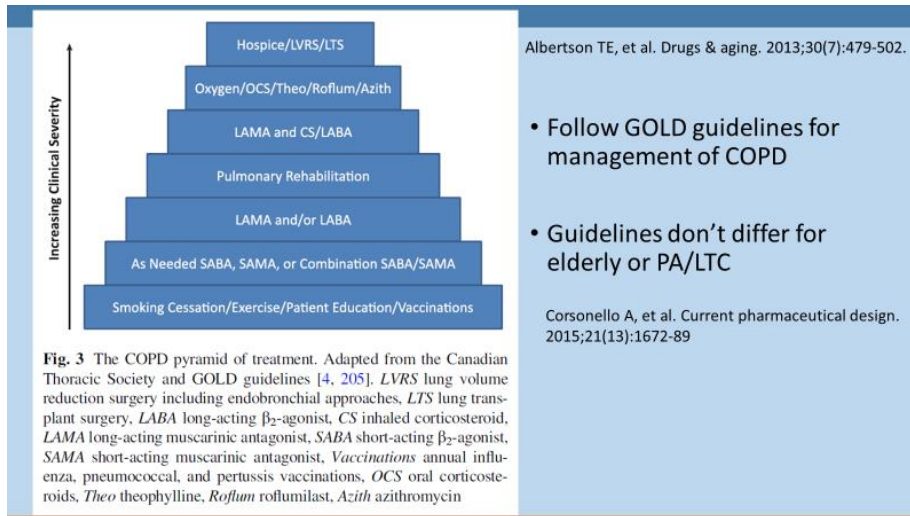 Increasing Clinical Severity
Hospice/LVRS/LTS
Oxygen/OCS/Theo/Roflum/Azith
LAMA and CS/LABA
Pulmonary Rehabilitation
LAMA and/or LABA
As Needed SABA, SAMA, or Combination SABA/SAMA
Smoking Cessation/Exercise/Patient Education/Vaccinations
Fig. 3 The COPD pyramid of treatment. Adapted from the Canadian
Thoracic Society and GOLD guidelines [4, 205]. LVRS lung volume
reduction surgery including endobronchial approaches, LTS lung trans-
plant surgery, LABA long-acting β2-agonist, CS inhaled corticosteroid,
LAMA long-acting muscarinic antagonist, SABA short-acting β2-agonist,
SAMA short-acting muscarinic antagonist, Vaccinations annual influ-
enza, pneumococcal, and pertussis vaccinations, OCS oral corticoste-
roids, Theo theophylline, Roflum roflumilast, Azith azithromycin
Albertson TE, et al. Drugs & aging. 2013;30(7):479-502.
• Follow GOLD guidelines for
management of COPD
• Guidelines don't differ for
elderly or PA/LTC
Corsonello A, et al. Current pharmaceutical design.
2015;21(13):1672-89